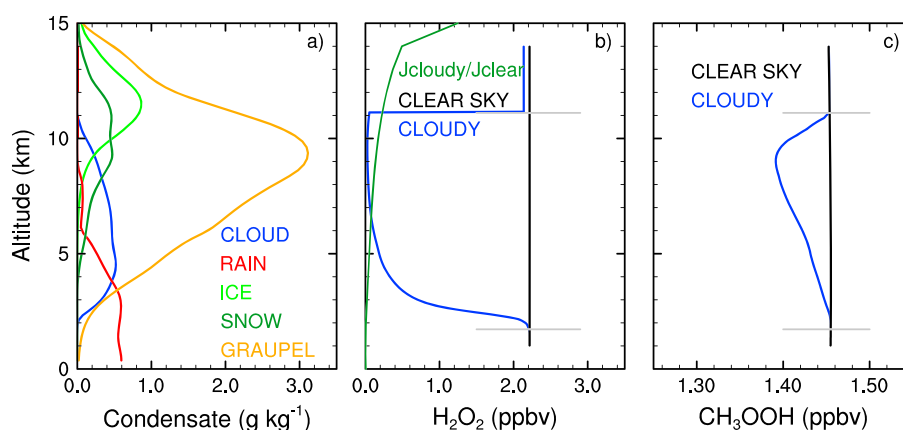 15
10
5
0
Altitude (km)
a)
CLOUD
RAIN
ICE
SNOW
GRAUPEL
0.0 1.0 2.0 3.0
Condensate (g kg⁻¹)
b)
Jcloudy/Jclear
CLEAR SKY
CLOUDY
0.0 1.0 2.0 3.0
H₂O₂ (ppbv)
c)
CLEAR SKY
CLOUDY
1.30 1.40 1.50
CH₃OOH (ppbv)